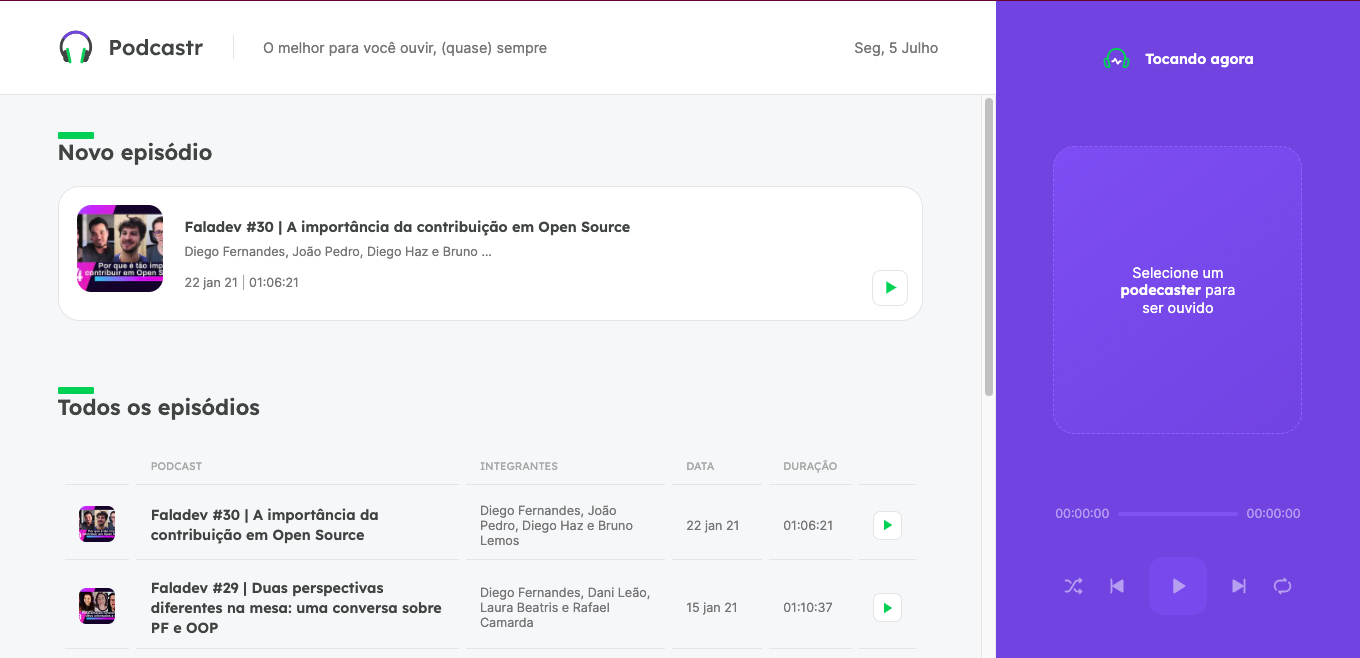 Podcastr
O melhor para você ouvir, (quase) sempre
Seg, 5 Julho
Tocando agora
Novo episódio
Por que é tão
contribuir em Open S
Faladev #30 | A importância da contribuição em Open Source
Diego Fernandes, João Pedro, Diego Haz e Bruno ...
22 jan 21 | 01:06:21
Selecione um
podecaster para
ser ouvido
Todos os episódios
PODCAST
INTEGRANTES
DATA
DURAÇÃO
Faladev #30 | A importância da
contribuição em Open Source
Diego Fernandes, João
Pedro, Diego Haz e Bruno
Lemos
22 jan 21
01:06:21
Faladev #29 | Duas perspectivas
diferentes na mesa: uma conversa sobre
PF e OOP
Diego Fernandes, Dani Leão,
Laura Beatris e Rafael
Camarda
15 jan 21
01:10:37
00:00:00
00:00:00